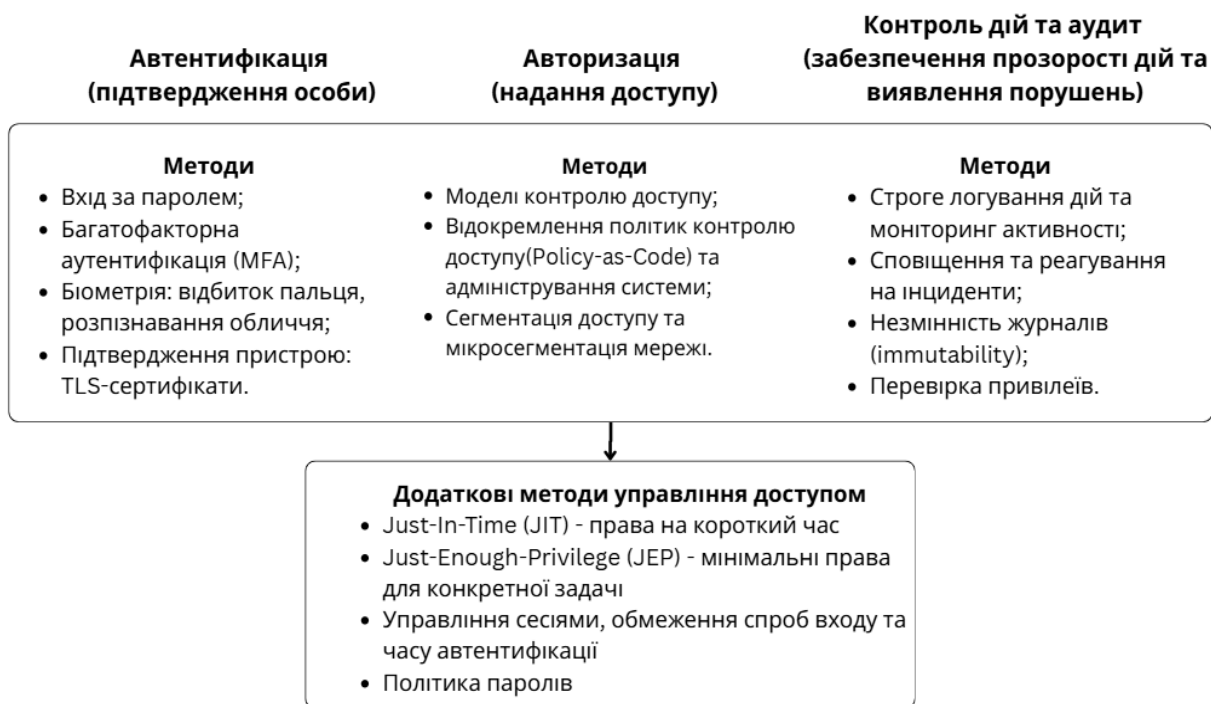 Автентифікація
(підтвердження особи)
Авторизація
(надання доступу)
Контроль дій та аудит
(забезпечення прозорості дій та
виявлення порушень)
Методи
• Вхід за паролем;
• Багатофакторна
аутентифікація (MFA);
• Біометрія: відбиток пальця,
розпізнавання обличчя;
• Підтвердження пристрою:
TLS-сертифікати.
Методи
• Моделі контролю доступу;
• Відокремлення політик контролю
доступу(Policy-as-Code) та
адміністрування системи;
• Сегментація доступу та
мікросегментація мережі.
Методи
• Строге логування дій та
моніторинг активності;
• Сповіщення та реагування
на інциденти;
• Незмінність журналів
(immutability);
• Перевірка привілеїв.
Додаткові методи управління доступом
• Just-In-Time (JIT) - права на короткий час
• Just-Enough-Privilege (JEP) - мінімальні права
для конкретної задачі
• Управління сесіями, обмеження спроб входу та
часу автентифікації
• Політика паролів